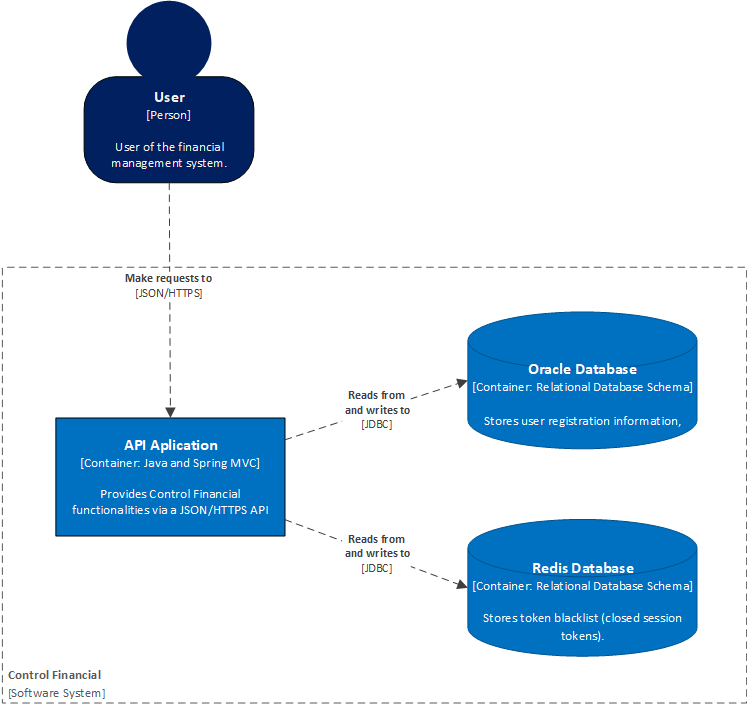 User
[Person]
User of the financial
management system.
Make requests to
[JSON/HTTPS]
Oracle Database
[Container: Relational Database Schema]
Stores user registration information,
Reads from
and writes to
[JDBC]
API Aplication
[Container: Java and Spring MVC]
Provides Control Financial
functionalities via a JSON/HTTPS API
Reads from
and writes to
[JDBC]
Redis Database
[Container: Relational Database Schema]
Stores token blacklist (closed session
tokens).
Control Financial
[Software System]